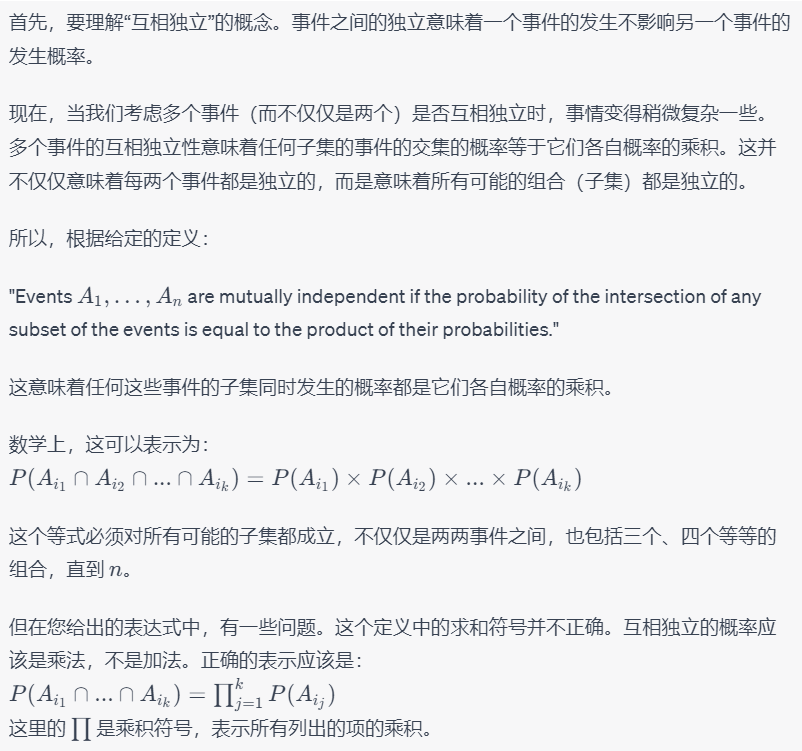 首先，要理解“互相独立”的概念。事件之间的独立意味着一个事件的发生不影响另一个事件的
发生概率。
现在，当我们考虑多个事件（而不仅仅是两个）是否互相独立时，事情变得稍微复杂一些。
多个事件的互相独立性意味着任何子集的事件的交集的概率等于它们各自概率的乘积。这并
不仅仅意味着每两个事件都是独立的，而是意味着所有可能的组合（子集）都是独立的。
所以，根据给定的定义：
"Events A₁, . . . , Aₙ are mutually independent if the probability of the intersection of any
subset of the events is equal to the product of their probabilities."
这意味着任何这些事件的子集同时发生的概率都是它们各自概率的乘积。
数学上，这可以表示为：
P(A_{i_1} ∩ A_{i_2} ∩ ... ∩ A_{i_k}) = P(A_{i_1}) × P(A_{i_2}) × ... × P(A_{i_k})
这个等式必须对所有可能的子集都成立，不仅仅是两两事件之间，也包括三个、四个等等的
组合，直到 n。
但在您给出的表达式中，有一些问题。这个定义中的求和符号并不正确。互相独立的概率应
该是乘法，不是加法。正确的表示应该是：
P(A_{i_1} ∩ ... ∩ A_{i_k}) = ∏_{j=1}^{k} P(A_{i_j})
这里的 ∏ 是乘积符号，表示所有列出的项的乘积。